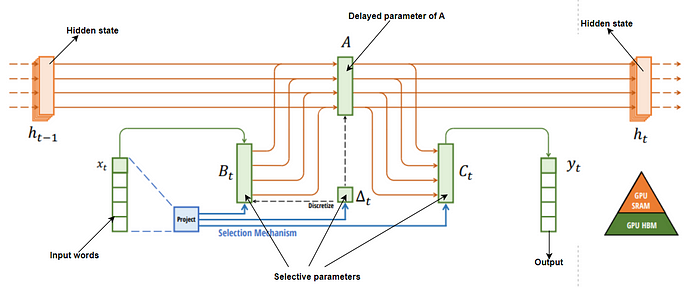 Delayed parameter of A
Hidden state
Hidden state
A
h_{t-1}
h_t
x_t
B_t
C_t
y_t
Δ_t
Discretize
Project
Selection Mechanism
GPU
SRAM
GPU HBM
Input words
Selective parameters
Output